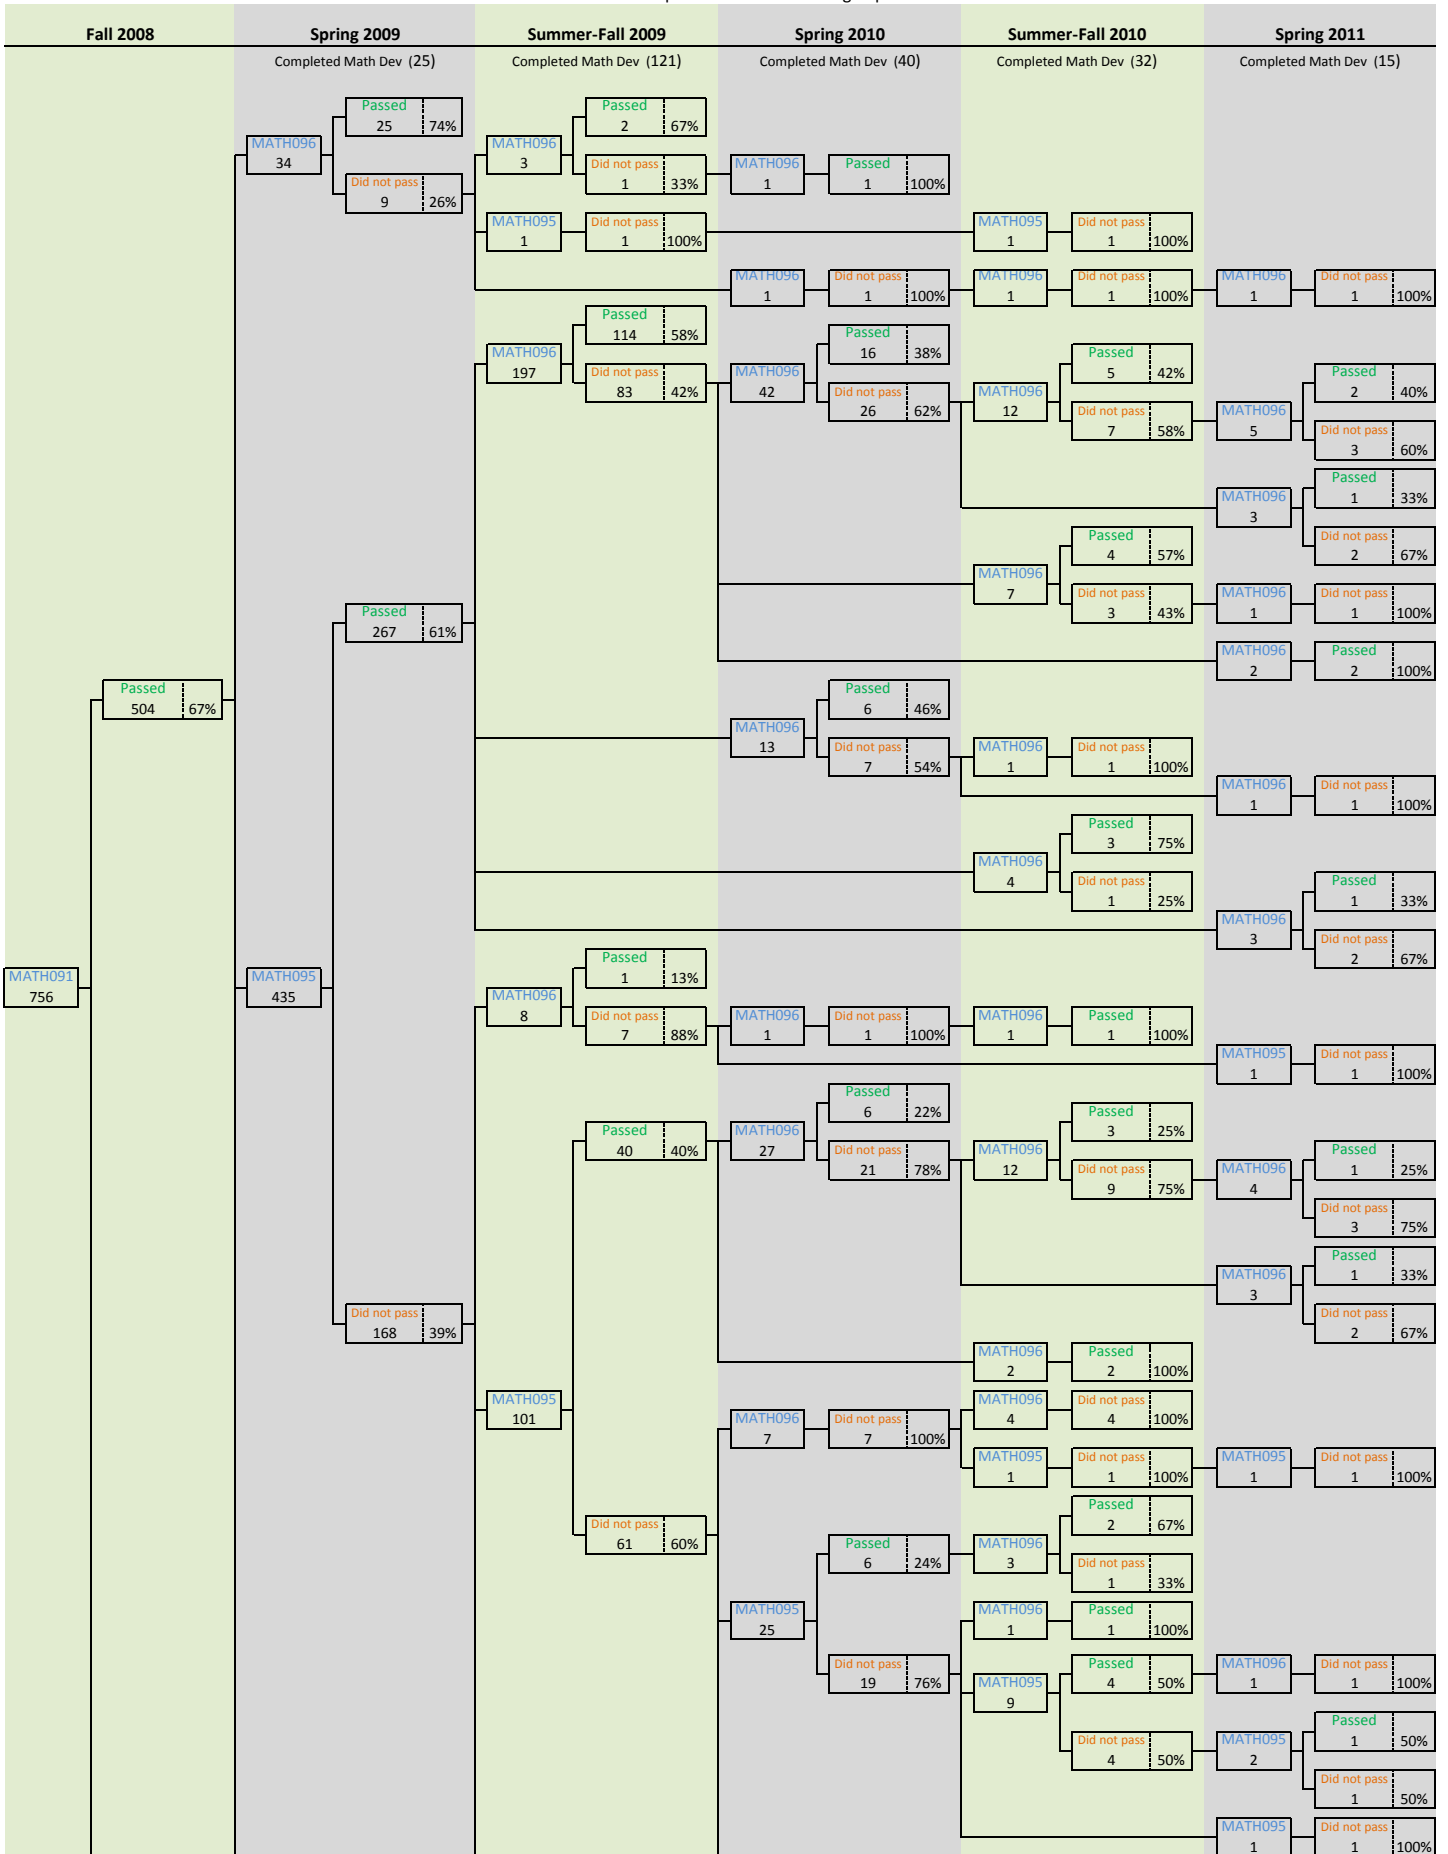 Fall 2008 Spring 2009 Summer-Fall 2009 Spring 2010 Summer-Fall 2010 Spring 2011
Completed Math Dev (25) Completed Math Dev (121) Completed Math Dev (40) Completed Math Dev (32) Completed Math Dev (15)
Passed Passed
25 74% 2 67%
MATH096 MATH096
34 3
Did not pass MATH096 Passed
1 33% 1 1 100%
Did not pass
9 26%
MATH095 Did not pass MATH095 Did not pass
1 1 100% 1 1 100%
MATH096 Did not pass MATH096 Did not pass MATH096 Did not pass
1 1 100% 1 1 100% 1 1 100%
Passed
114 58%
Passed
16 38%
MATH096 Passed
197 5 42%
Did not pass MATH096 Passed
83 42% 42 2 40%
Did not pass MATH096
26 62% 12
Did not pass MATH096
7 58% 5
Did not pass
3 60%
Passed
1 33%
MATH096
3
Passed Did not pass
4 57% 2 67%
MATH096
7
Did not pass MATH096 Did not pass
3 43% 1 1 100%
Passed
267 61%
MATH096 Passed
2 2 100%
Passed Passed
504 67% 6 46%
MATH096
13
Did not pass MATH096 Did not pass
7 54% 1 1 100%
MATH096 Did not pass
1 1 100%
Passed
3 75%
MATH096
4
Did not pass Passed
1 25% 1 33%
MATH096
3
Did not pass
2 67%
Passed
1 13%
MATH091 MATH095
756 435
MATH096
8
Did not pass MATH096 Did not pass MATH096 Passed
7 88% 1 1 100% 1 1 100%
MATH095 Did not pass
1 1 100%
Passed
6 22%
Passed
3 25%
Passed MATH096
40 40% 27
Did not pass MATH096 Passed
21 78% 12 1 25%
Did not pass MATH096
9 75% 4
Did not pass
3 75%
Passed
1 33%
MATH096
3
Did not pass Did not pass
168 39% 2 67%
MATH096 Passed
2 2 100%
MATH095 MATH096 Did not pass
101 4 4 100%
MATH096 Did not pass
7 7 100%
MATH095 Did not pass MATH095 Did not pass
1 1 100% 1 1 100%
Passed
2 67%
Did not pass
61 60%
Passed MATH096
6 24% 3
Did not pass
1 33%
MATH095 MATH096 Passed
25 1 1 100%
Did not pass Passed MATH096 Did not pass
19 76% 4 50% 1 1 100%
MATH095
9
Passed
1 50%
Did not pass MATH095
4 50% 2
Did not pass
1 50%
MATH095 Did not pass
1 1 100%